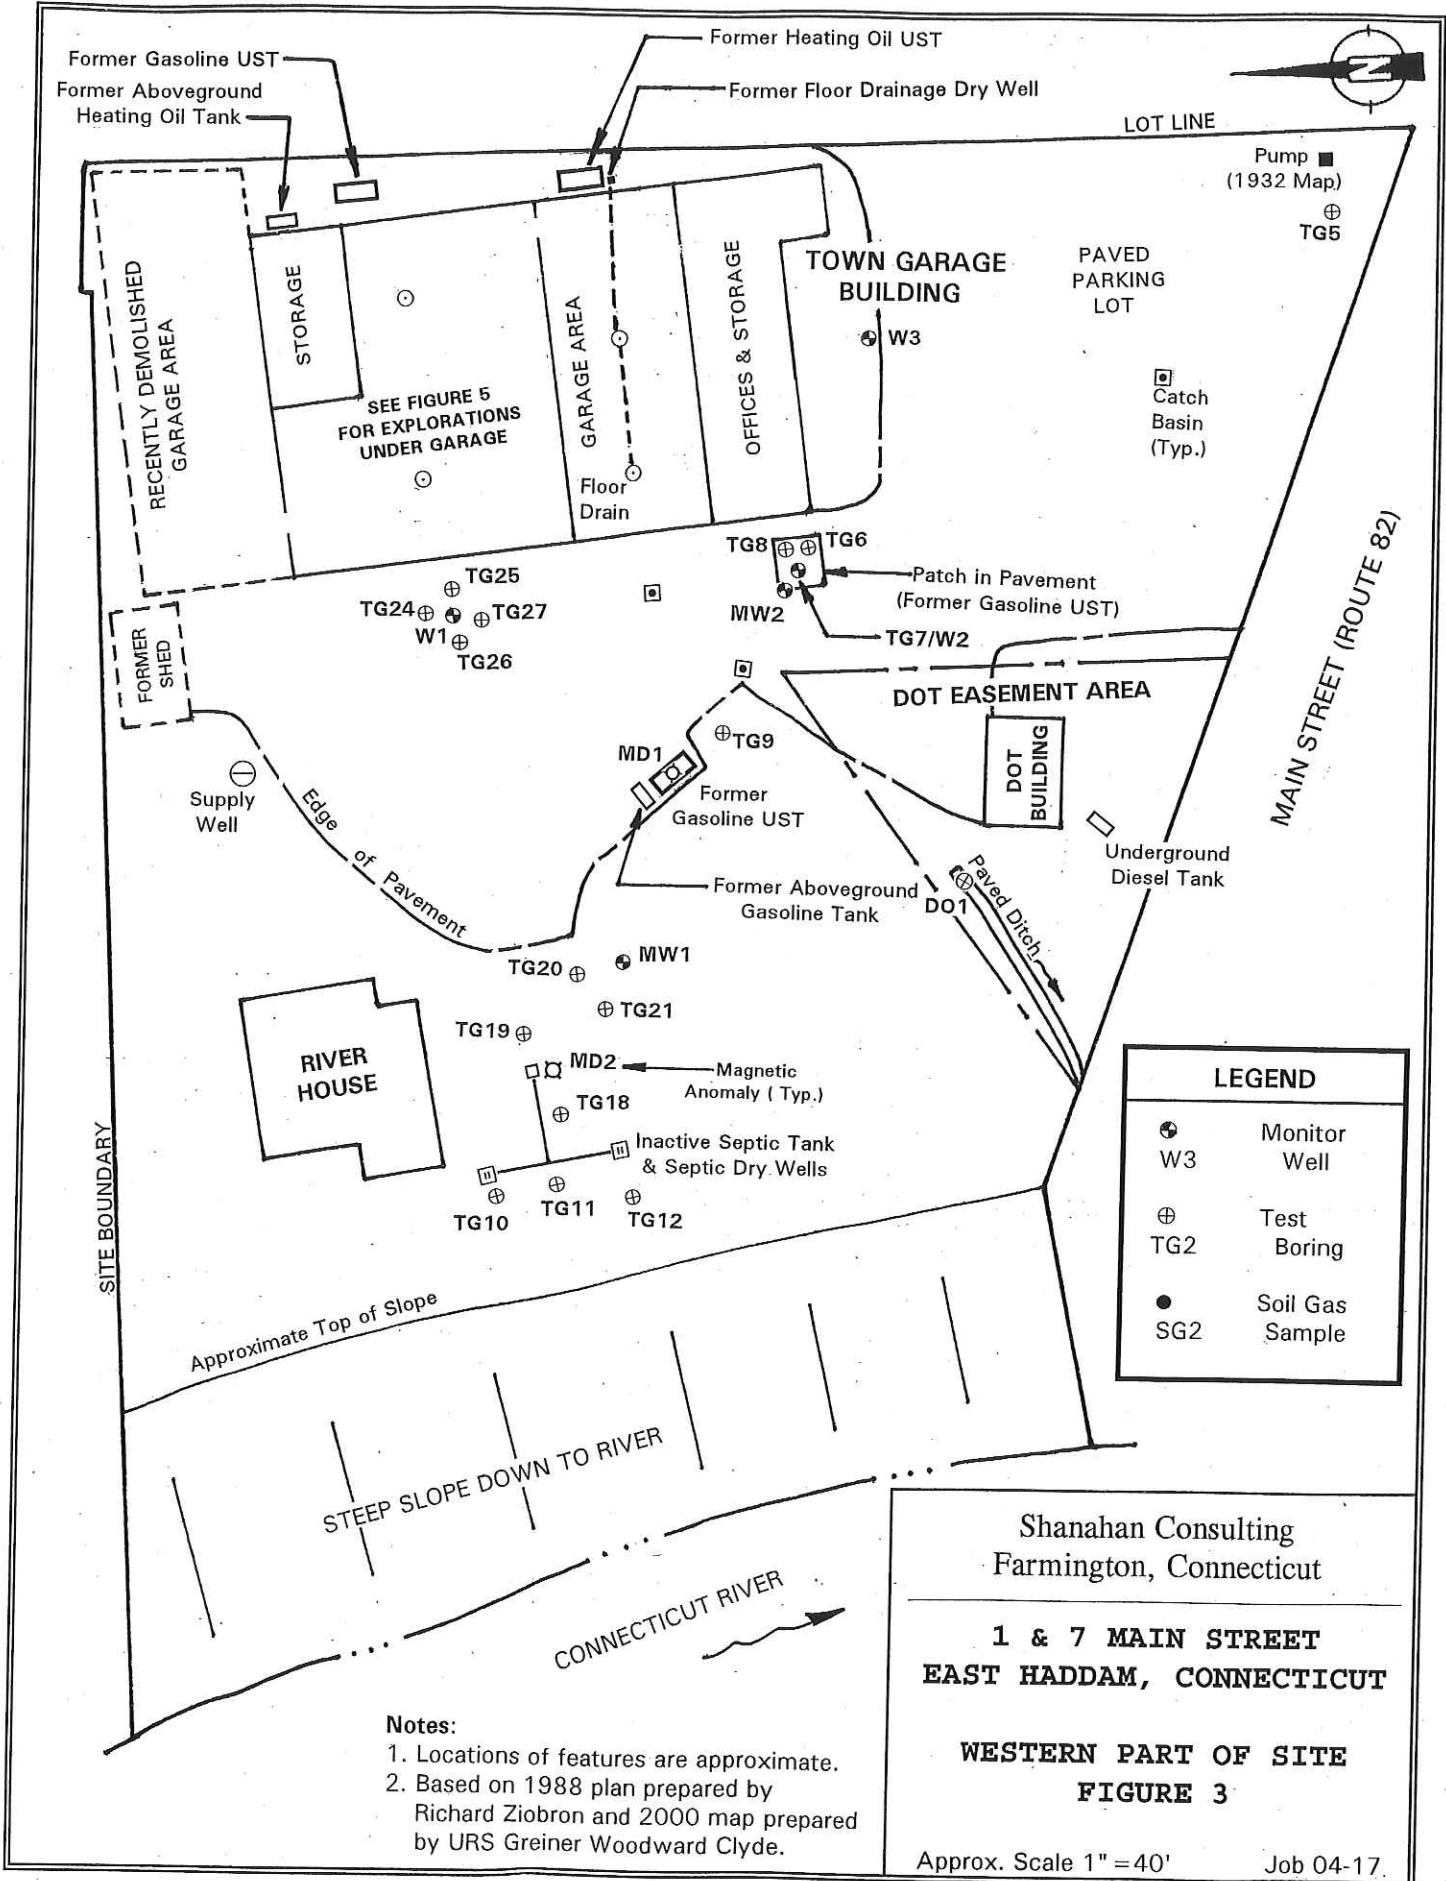 Former Heating Oil UST
Former Gasoline UST
Former Aboveground
Heating Oil Tank
Former Floor Drainage Dry Well
N
LOT LINE
Pump
(1932 Map)
TG5
RECENTLY DEMOLISHED
GARAGE AREA
STORAGE
GARAGE AREA
OFFICES & STORAGE
TOWN GARAGE
BUILDING
PAVED
PARKING
LOT
W3
SEE FIGURE 5
FOR EXPLORATIONS
UNDER GARAGE
Catch
Basin
(Typ.)
Floor
Drain
TG8
TG6
Patch in Pavement
(Former Gasoline UST)
MW2
TG7/W2
TG25
TG24
TG27
W1
TG26
FORMER
SHED
MAIN STREET (ROUTE 82)
DOT EASEMENT AREA
DOT
BUILDING
TG9
MD1
Former
Gasoline UST
Supply
Well
Edge
of
Pavement
Underground
Diesel Tank
Former Aboveground
Gasoline Tank
DO1
Paved Ditch
MW1
TG20
TG21
TG19
RIVER
HOUSE
MD2
Magnetic
Anomaly ( Typ.)
TG18
Inactive Septic Tank
& Septic Dry Wells
TG10
TG11
TG12
SITE BOUNDARY
LEGEND
Monitor
W3 Well
Test
TG2 Boring
Soil Gas
SG2 Sample
Approximate Top of Slope
STEEP SLOPE DOWN TO RIVER
CONNECTICUT RIVER
Notes:
1. Locations of features are approximate.
2. Based on 1988 plan prepared by
Richard Ziobron and 2000 map prepared
by URS Greiner Woodward Clyde.
Shanahan Consulting
Farmington, Connecticut
1 & 7 MAIN STREET
EAST HADDAM, CONNECTICUT
WESTERN PART OF SITE
FIGURE 3
Approx. Scale 1" = 40' Job 04-17.